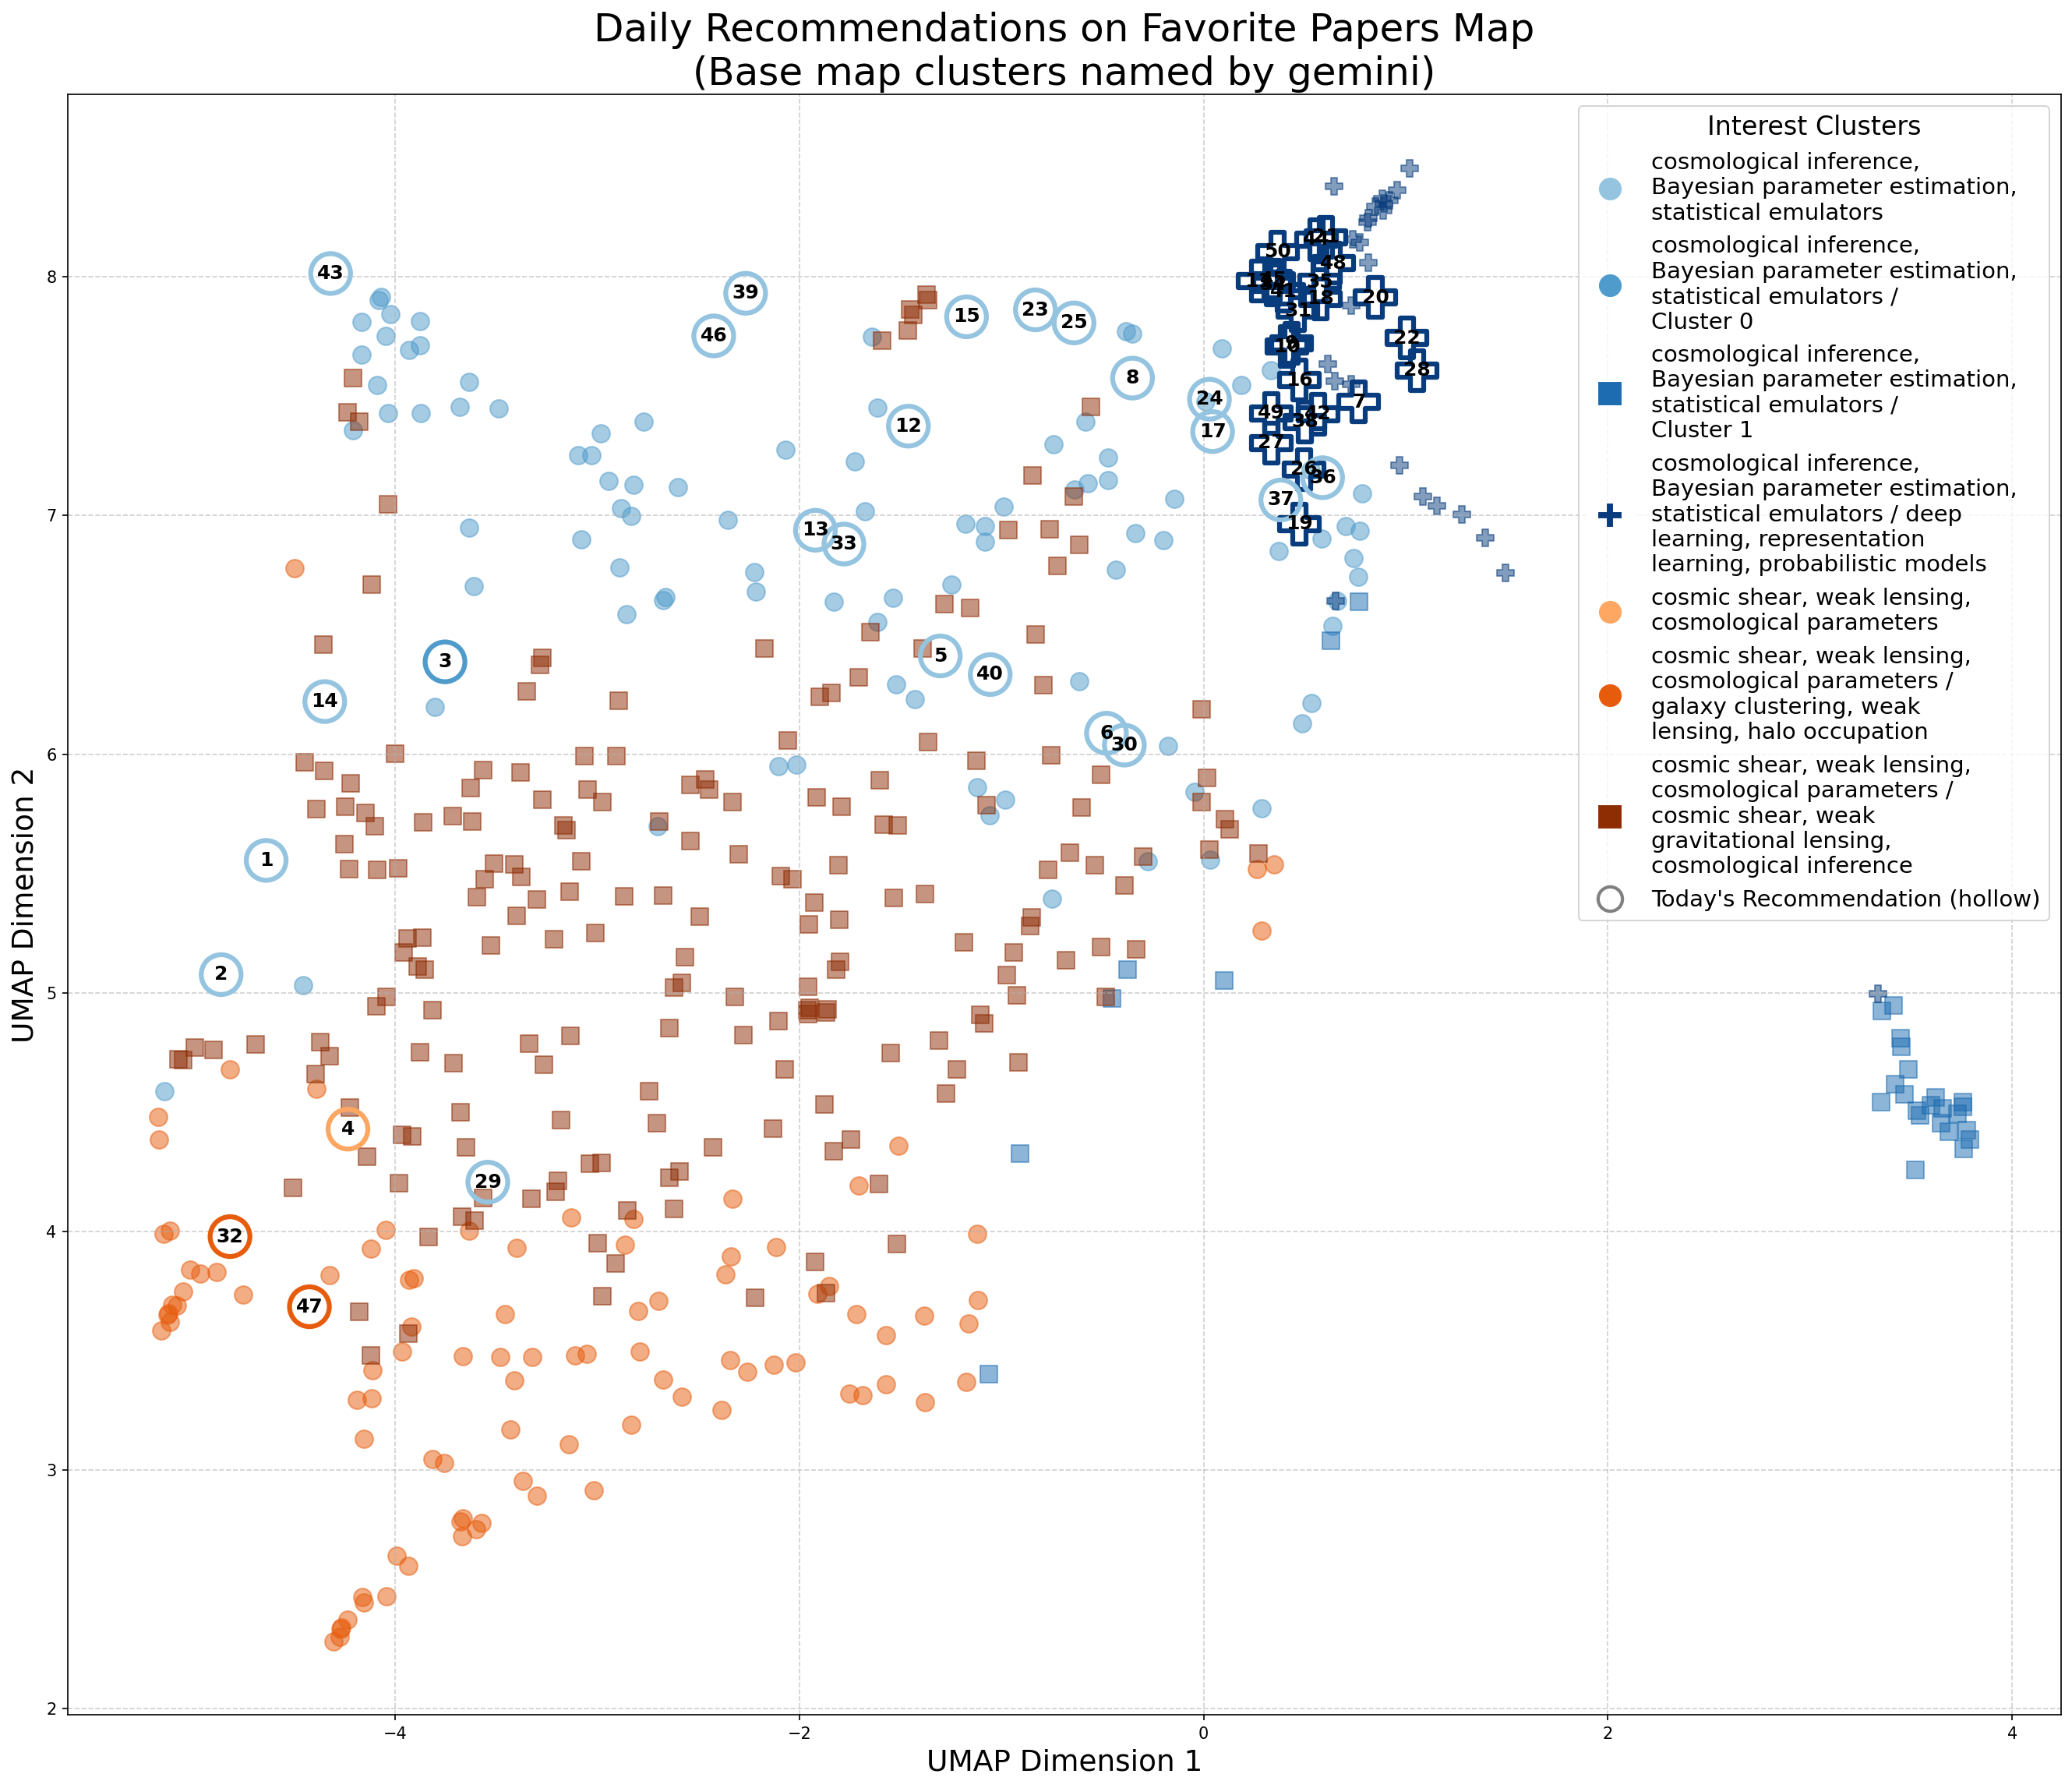 Daily Recommendations on Favorite Papers Map
(Base map clusters named by gemini)
Interest Clusters
cosmological inference,
Bayesian parameter estimation,
statistical emulators
cosmological inference,
Bayesian parameter estimation,
statistical emulators /
Cluster 0
cosmological inference,
Bayesian parameter estimation,
statistical emulators /
Cluster 1
cosmological inference,
Bayesian parameter estimation,
statistical emulators / deep
learning, representation
learning, probabilistic models
cosmic shear, weak lensing,
cosmological parameters
cosmic shear, weak lensing,
cosmological parameters /
galaxy clustering, weak
lensing, halo occupation
cosmic shear, weak lensing,
cosmological parameters /
cosmic shear, weak
gravitational lensing,
cosmological inference
Today's Recommendation (hollow)
UMAP Dimension 2
8
7
6
5
4
3
2
−4
−2
0
2
4
UMAP Dimension 1
43
39
46
15
23
25
8
12
24
17
13
33
3
14
5
40
6
30
1
2
4
29
32
47
50
21
48
35
18
20
31
22
28
10
16
7
49
42
38
27
26
36
37
19
41